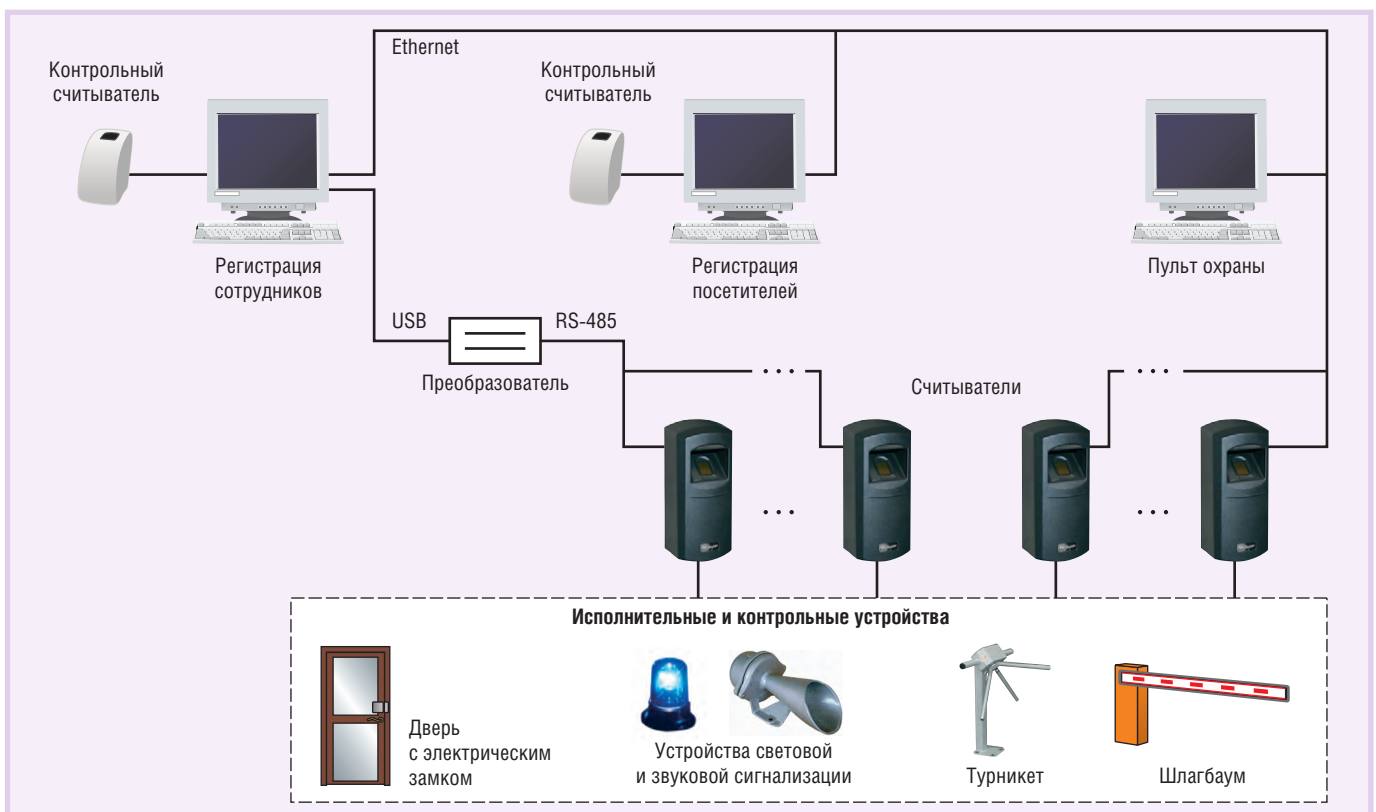 Ethernet
Контрольный
считыватель
Контрольный
считыватель
Регистрация
сотрудников
Регистрация
посетителей
Пульт охраны
USB
RS-485
Преобразователь
Считыватели
Исполнительные и контрольные устройства
Дверь
с электрическим
замком
Устройства световой
и звуковой сигнализации
Турникет
Шлагбаум